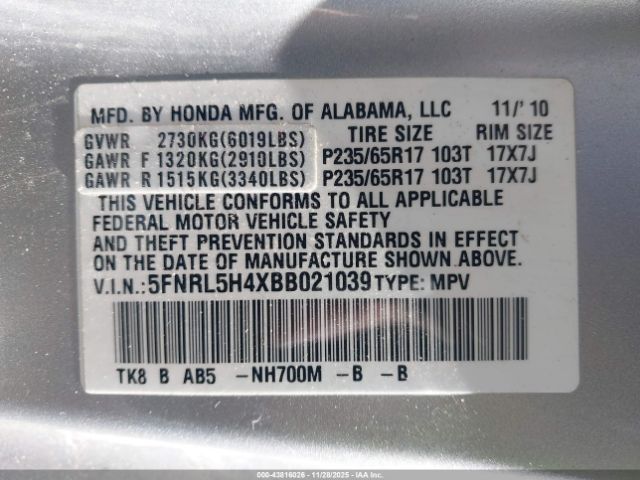 MFD. BY HONDA MFG. OF ALABAMA, LLC 11/'10
GVWR 2730KG(6019LBS) TIRE SIZE RIM SIZE
GAWR F 1320KG(2910LBS) P235/65R17 103T 17X7J
GAWR R 1515KG(3340LBS) P235/65R17 103T 17X7J
THIS VEHICLE CONFORMS TO ALL APPLICABLE
FEDERAL MOTOR VEHICLE SAFETY
AND THEFT PREVENTION STANDARDS IN EFFECT
ON THE DATE OF MANUFACTURE SHOWN ABOVE.
V.I.N.:5FNRL5H4XBB021039 TYPE: MPV
TK8 B AB5 -NH700M -B -B
000-43816026 - 11/28/2025 - IAAI.COM